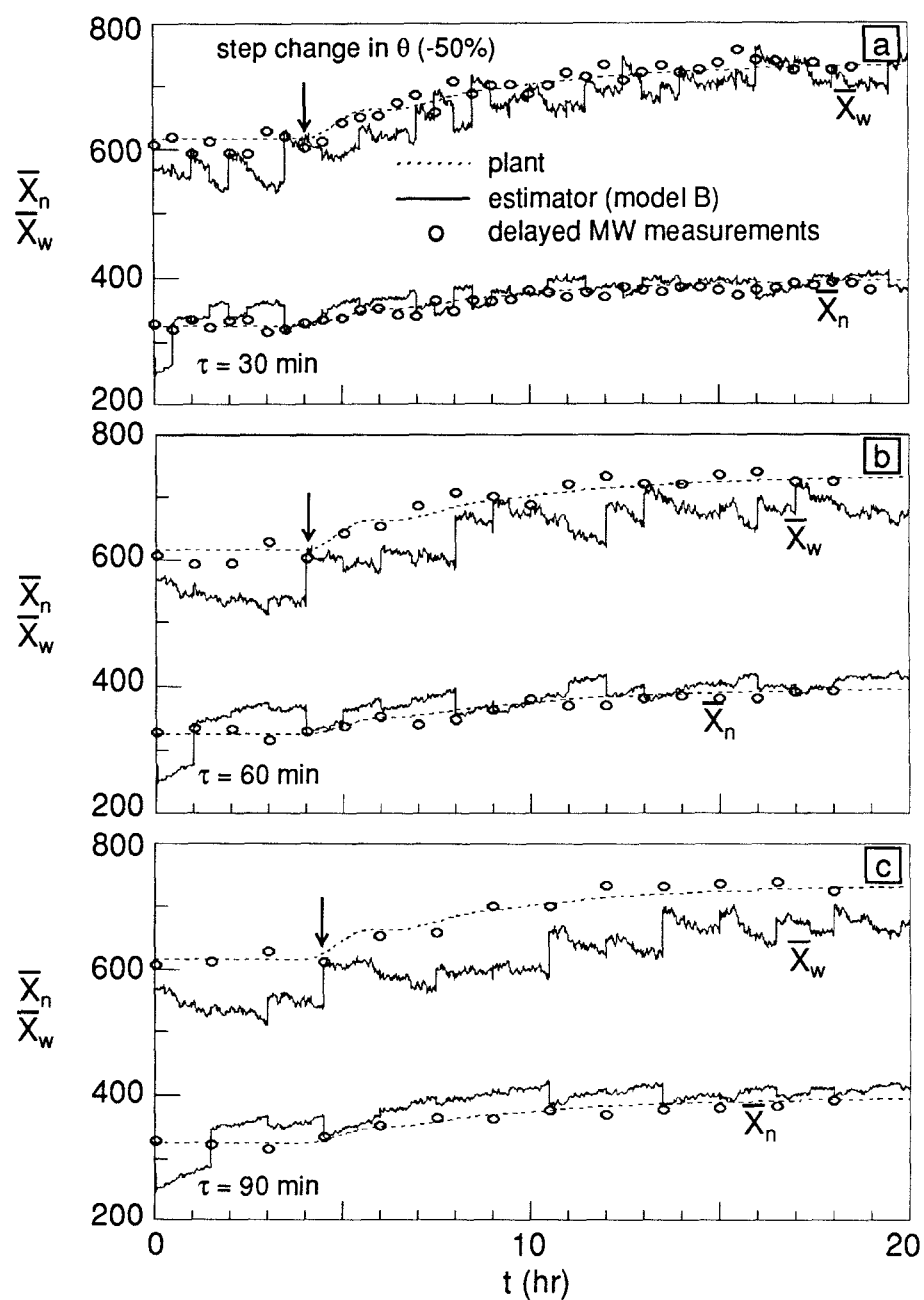 800
step change in θ (-50%)
a
X̄w
600
plant
X̄n
X̄w
estimator (model B)
delayed MW measurements
400
X̄n
τ = 30 min
200
800
b
600
X̄w
X̄n
X̄w
400
X̄n
τ = 60 min
200
800
c
600
X̄w
X̄n
X̄w
400
X̄n
τ = 90 min
200
0
10
20
t (hr)